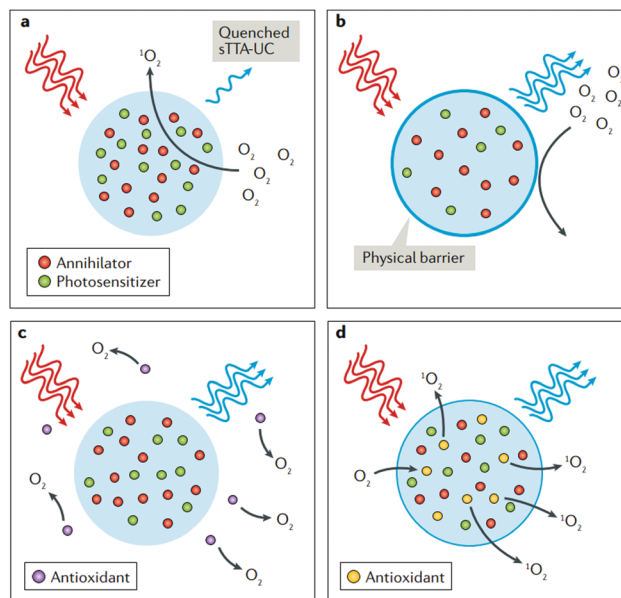 a
Quenched
sTTA-UC
¹O₂
O₂
O₂
O₂
O₂
Annihilator
Photosensitizer
b
O₂
O₂
O₂
O₂
O₂
Physical barrier
c
O₂
O₂
O₂
O₂
O₂
Antioxidant
d
¹O₂
O₂
¹O₂
¹O₂
¹O₂
Antioxidant